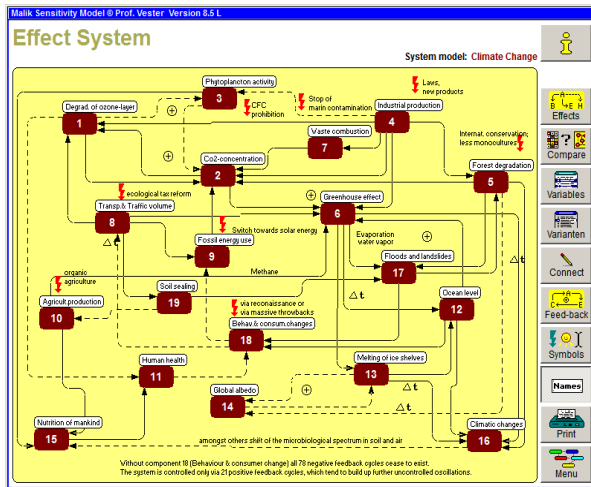 Malik Sensitivity Model ® Prof. Vester Version 8.5 L
Effect System
System model: Climate Change
Phytoplancton activity
3
Laws,
new products
Degrad. of ozone-layer
1
CFC
prohibition
Stop of
marin contamination
Industrial production
4
Vaste combustion
7
Internat. conservation;
less monocultures
Co2-concentration
2
Forest degradation
5
ecological tax reform
Greenhouse effect
6
Transp.& Traffic volume
8
Switch towards solar energy
Fossil energy use
9
Evaporation
water vapor
Δ t
Δ t
Floods and landslides
17
organic
agriculture
Methane
Soil sealing
19
Δ t
Ocean level
12
Agricult.production
10
via reconaissance or
via massive throwbacks
Behav.& consum.changes
18
Human health
11
Melting of ice shelves
13
Δ t
Global albedo
14
Δ t
Nutrition of mankind
15
Climatic changes
16
amongst others shift of the microbiological spectrum in soil and air
Without component 18 (Behaviour & consumer change) all 78 negative feedback cycles cease to exist.
The system is controlled only via 21 positive feedback cycles, which tend to build up further uncontrolled oscillations.
A
B E H
Effects
?
Compare
Variables
Varianten
Connect
A
C E
Feed-back
Symbols
Names
Print
Menu